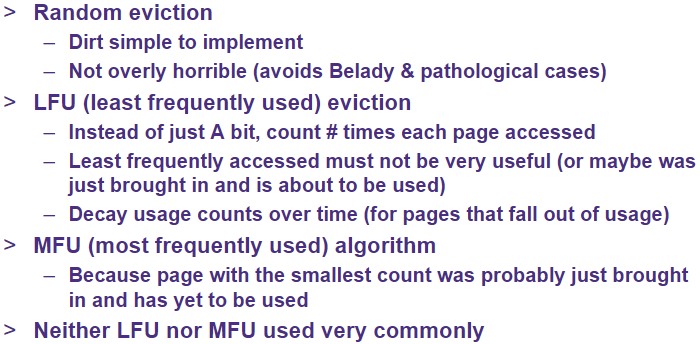 > Random eviction
– Dirt simple to implement
– Not overly horrible (avoids Belady & pathological cases)
> LFU (least frequently used) eviction
– Instead of just A bit, count # times each page accessed
– Least frequently accessed must not be very useful (or maybe was
just brought in and is about to be used)
– Decay usage counts over time (for pages that fall out of usage)
> MFU (most frequently used) algorithm
– Because page with the smallest count was probably just brought
in and has yet to be used
> Neither LFU nor MFU used very commonly